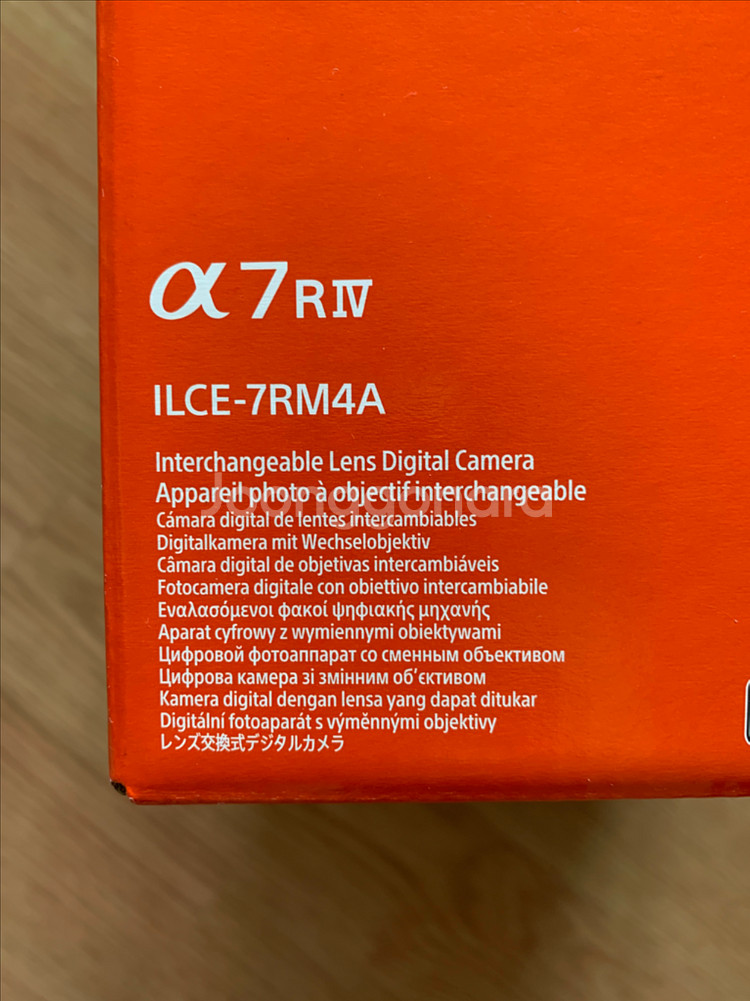 α7RIV
ILCE-7RM4A
Interchangeable Lens Digital Camera
Appareil photo à objectif interchangeable
Joonggonara
Cámara digital de lentes intercambiables
Digitalkamera mit Wechselobjektiv
Câmara digital de objetivas intercambiáveis
Fotocamera digitale con obiettivo intercambiabile
Εναλασόμενοι φακοί ψηφιακής μηχανής
Aparat cyfrowy z wymiennymi obiektywami
Цифровой фотоаппарат со сменным объективом
Цифрова камера зі змінним об'єктивом
Kamera digital dengan lensa yang dapat ditukar
Digitální fotoaparát s výměnnými objektivy
レンズ交換式デジタルカメラ